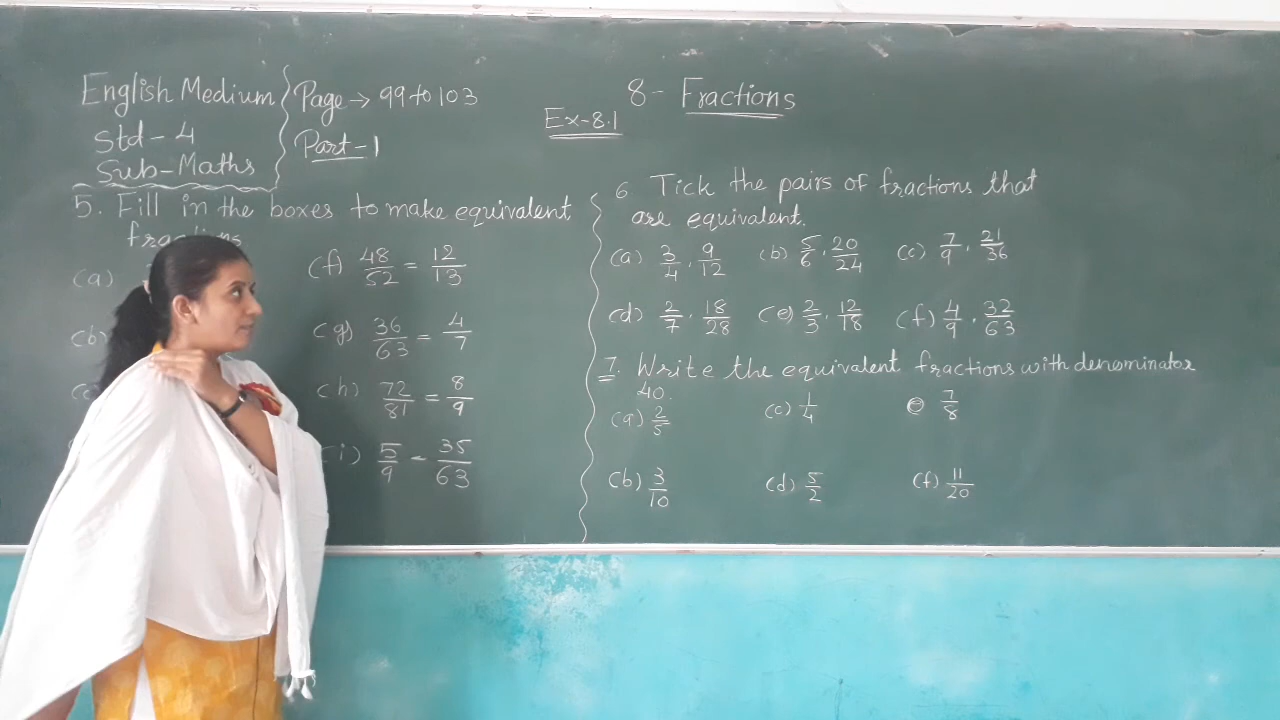 English Medium
Std-4
Sub-Maths
Page → 99 to 103
Part-1
8- Fractions
Ex-8.1
5. Fill in the boxes to make equivalent
fractions
(a)
(b)
(f) 48/52 = 12/13
(g) 36/63 = 4/7
(h) 72/81 = 8/9
(i) 5/9 = 35/63
6. Tick the pairs of fractions that
are equivalent.
(a) 3/4, 9/12 (b) 5/6, 20/24 (c) 7/9, 21/36
(d) 2/7, 18/28 (e) 2/3, 12/18 (f) 4/9, 32/63
7. Write the equivalent fractions with denominator
40.
(a) 2/5 (c) 1/4 e 7/8
(b) 3/10 (d) 5/2 (f) 11/20